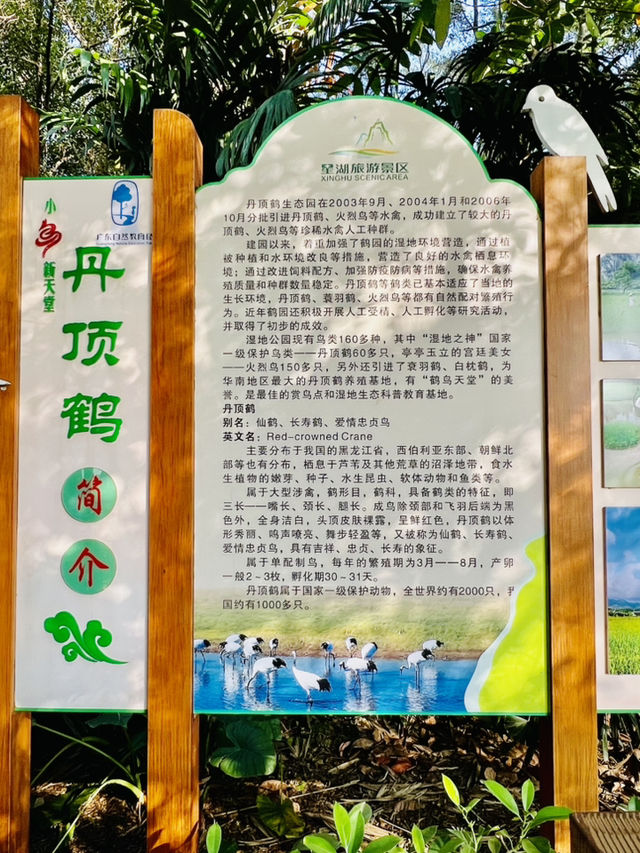 小鸟新天堂
广东自然教育径
丹顶鹤
简介
星湖旅游景区
XINGHU SCENIC AREA
丹顶鹤生态园在2003年9月、2004年1月和2006年
10月分批引进丹顶鹤、火烈鸟等水禽，成功建立了较大的丹
顶鹤、火烈鸟等珍稀水禽人工种群。
建园以来，着重加强了鹤园的湿地环境营造，通过植
被种植和水环境改良等措施，营造了良好的水禽栖息环
境；通过改进饲料配方、加强防疫防病等措施，确保水禽养
殖质量和种群数量稳定。丹顶鹤等鹤类已基本适应了当地的
生长环境，丹顶鹤、蓑羽鹤、火烈鸟等都有自然配对繁殖行
为。近年鹤园还积极开展人工受精、人工孵化等研究活动，
并取得了初步的成效。
湿地公园现有鸟类160多种，其中“湿地之神”国家
一级保护鸟类——丹顶鹤60多只，亭亭玉立的宫廷美女
——火烈鸟150多只，另外还引进了衰羽鹤、白枕鹤，为
华南地区最大的丹顶鹤养殖基地，有“鹤鸟天堂”的美
誉。是最佳的赏鸟点和湿地生态科普教育基地。
丹顶鹤
别名：仙鹤、长寿鹤、爱情忠贞鸟
英文名：Red-crowned Crane
主要分布于我国的黑龙江省，西伯利亚东部、朝鲜北
部等也有分布，栖息于芦苇及其他荒草的沼泽地带，食水
生植物的嫩芽、种子、水生昆虫、软体动物和鱼类等。
属于大型涉禽，鹤形目，鹤科，具备鹤类的特征，即
三长——嘴长、颈长、腿长。成鸟除颈部和飞羽后端为黑
色外，全身洁白，头顶皮肤裸露，呈鲜红色，丹顶鹤以体
形秀丽、鸣声嘹亮、舞步轻盈等，又被称为仙鹤、长寿鹤、
爱情忠贞鸟，具有吉祥、忠贞、长寿的象征。
属于单配制鸟，每年的繁殖期为3月——8月，产卵
一般2~3枚，孵化期30~31天。
丹顶鹤属于国家一级保护动物，全世界约有2000只，我
国约有1000多只。